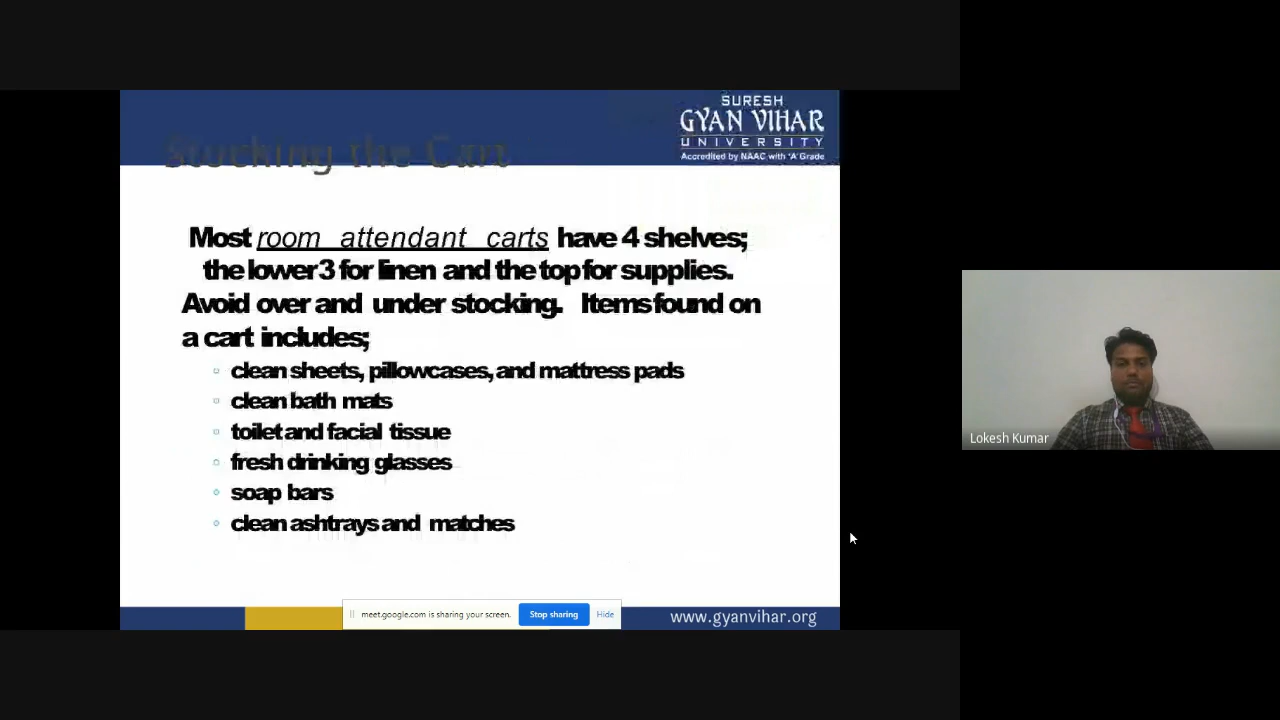 SURESH
GYAN VIHAR
UNIVERSITY
Accredited by NAAC with 'A' Grade
Stocking the Cart
Most room attendant carts have 4 shelves;
the lower 3 for linen and the top for supplies.
Avoid over and under stocking. Items found on
a cart includes;
clean sheets, pillowcases, and mattress pads
clean bath mats
toilet and facial tissue
fresh drinking glasses
soap bars
clean ashtrays and matches
meet.google.com is sharing your screen. Stop sharing Hide
www.gyanvihar.org
Lokesh Kumar